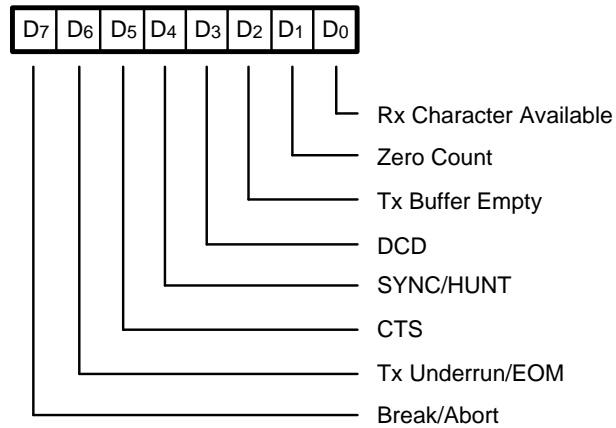 D7 D6 D5 D4 D3 D2 D1 D0
Rx Character Available
Zero Count
Tx Buffer Empty
DCD
SYNC/HUNT
CTS
Tx Underrun/EOM
Break/Abort